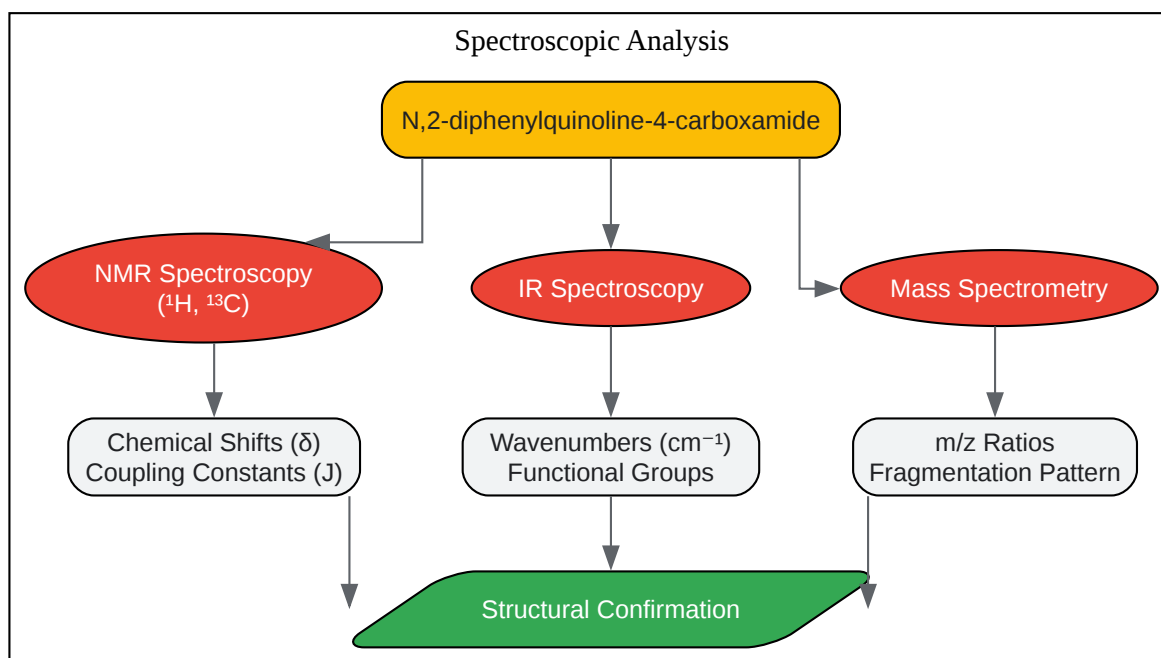 Spectroscopic Analysis
N,2-diphenylquinoline-4-carboxamide
NMR Spectroscopy
(¹H, ¹³C)
IR Spectroscopy
Mass Spectrometry
Chemical Shifts (δ)
Coupling Constants (J)
Wavenumbers (cm⁻¹)
Functional Groups
m/z Ratios
Fragmentation Pattern
Structural Confirmation